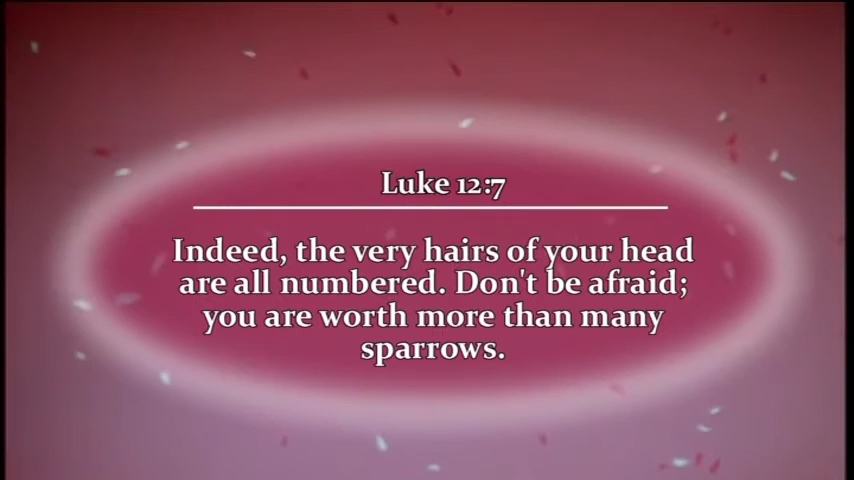 Luke 12:7
Indeed, the very hairs of your head
are all numbered. Don't be afraid;
you are worth more than many
sparrows.